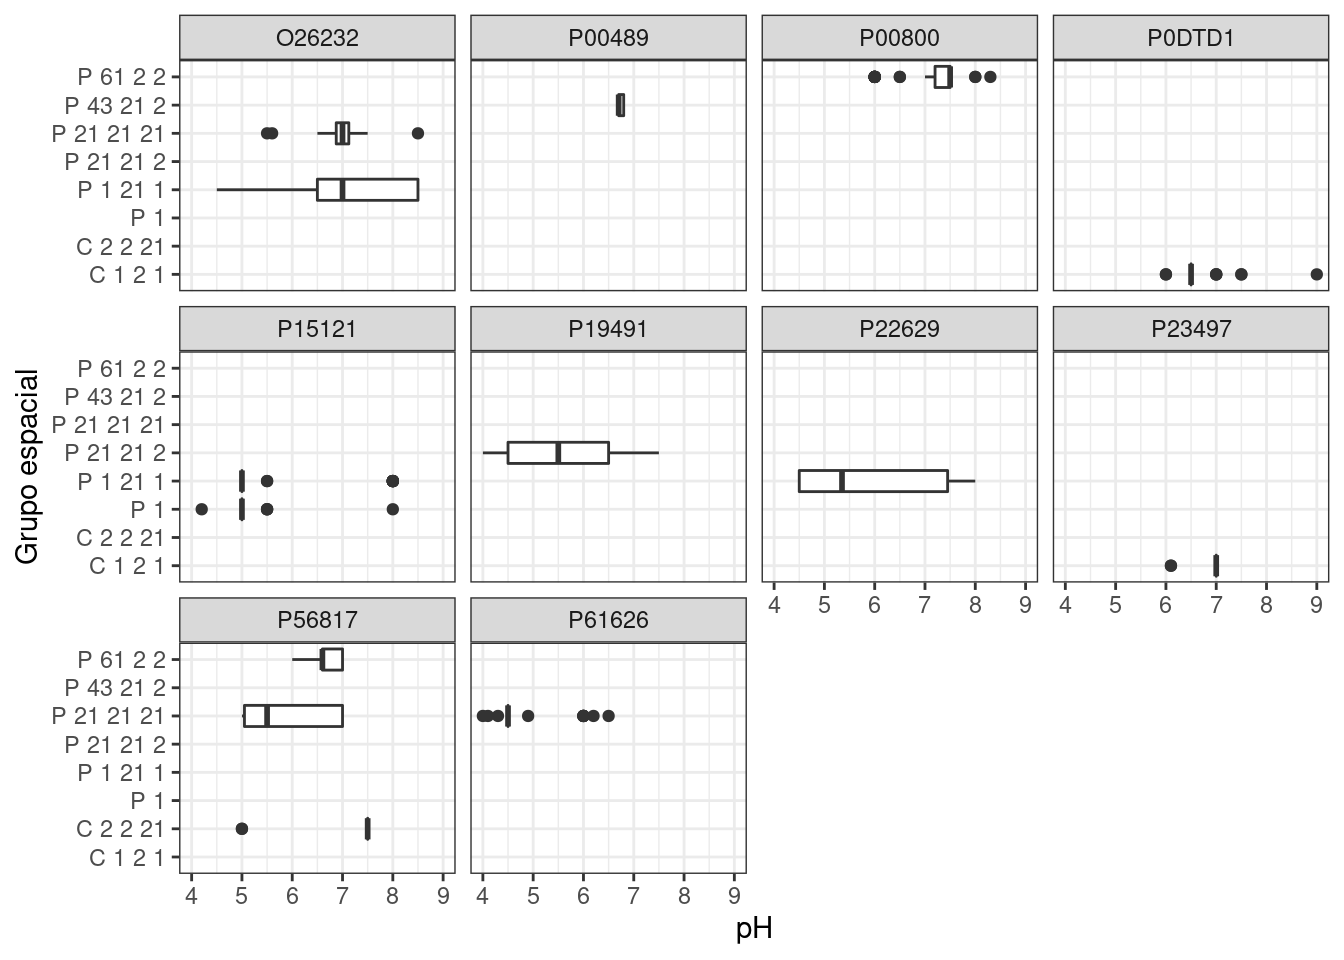 O26232 P00489 P00800 P0DTD1
P 61 2 2
P 43 21 2
P 21 21 21
P 21 21 2
P 1 21 1
P 1
C 2 2 21
C 1 2 1
P15121 P19491 P22629 P23497
P 61 2 2
P 43 21 2
P 21 21 21
P 21 21 2
P 1 21 1
P 1
C 2 2 21
C 1 2 1
4 5 6 7 8 9 4 5 6 7 8 9
P56817 P61626
P 61 2 2
P 43 21 2
P 21 21 21
P 21 21 2
P 1 21 1
P 1
C 2 2 21
C 1 2 1
4 5 6 7 8 9 4 5 6 7 8 9
pH
Grupo espacial